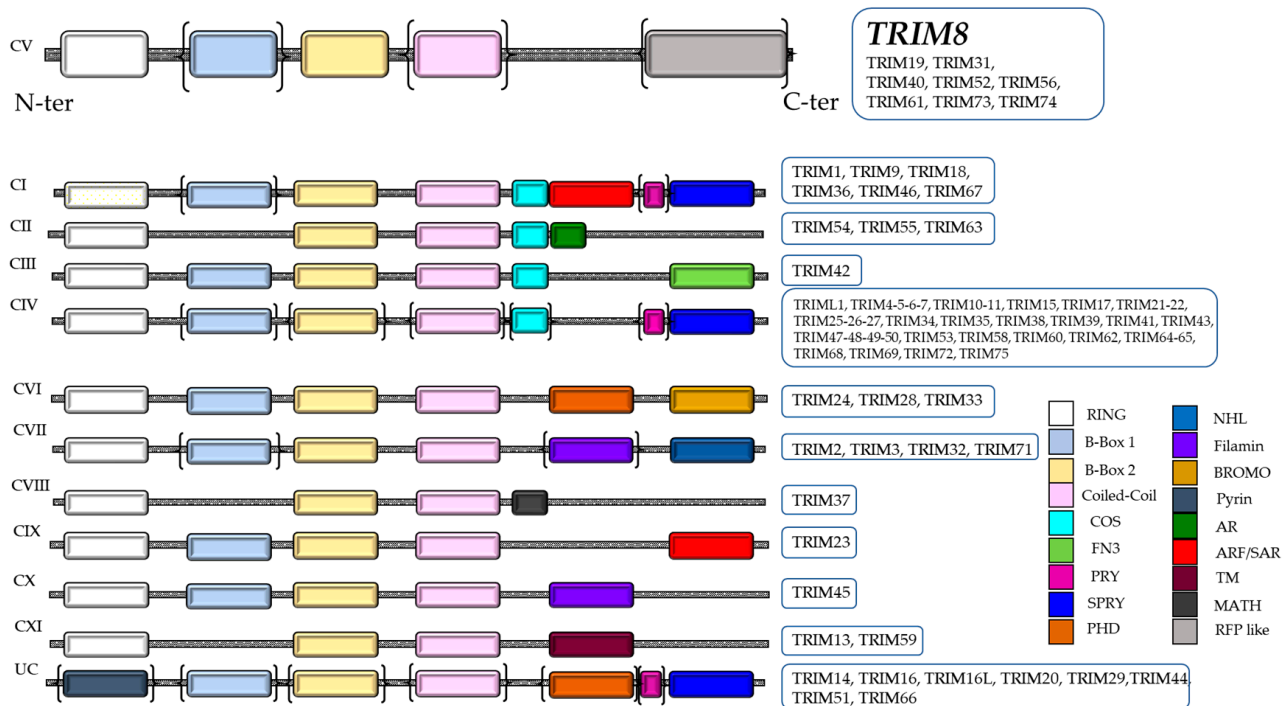 CV
N-ter
C-ter
TRIM8
TRIM19, TRIM31,
TRIM40, TRIM52, TRIM56,
TRIM61, TRIM73, TRIM74
CI
TRIM1, TRIM9, TRIM18,
TRIM36, TRIM46, TRIM67
CII
TRIM54, TRIM55, TRIM63
CIII
TRIM42
CIV
TRIML1, TRIM4-5-6-7, TRIM10-11, TRIM15, TRIM17, TRIM21-22,
TRIM25-26-27, TRIM34, TRIM35, TRIM38, TRIM39, TRIM41, TRIM43,
TRIM47-48-49-50, TRIM53, TRIM58, TRIM60, TRIM62, TRIM64-65,
TRIM68, TRIM69, TRIM72, TRIM75
CVI
TRIM24, TRIM28, TRIM33
CVII
TRIM2, TRIM3, TRIM32, TRIM71
CVIII
TRIM37
CIX
TRIM23
CX
TRIM45
CXI
TRIM13, TRIM59
UC
TRIM14, TRIM16, TRIM16L, TRIM20, TRIM29,TRIM44,
TRIM51, TRIM66
RING
B-Box 1
B-Box 2
Coiled-Coil
COS
FN3
PRY
SPRY
PHD
NHL
Filamin
BROMO
Pyrin
AR
ARF/SAR
TM
MATH
RFP like